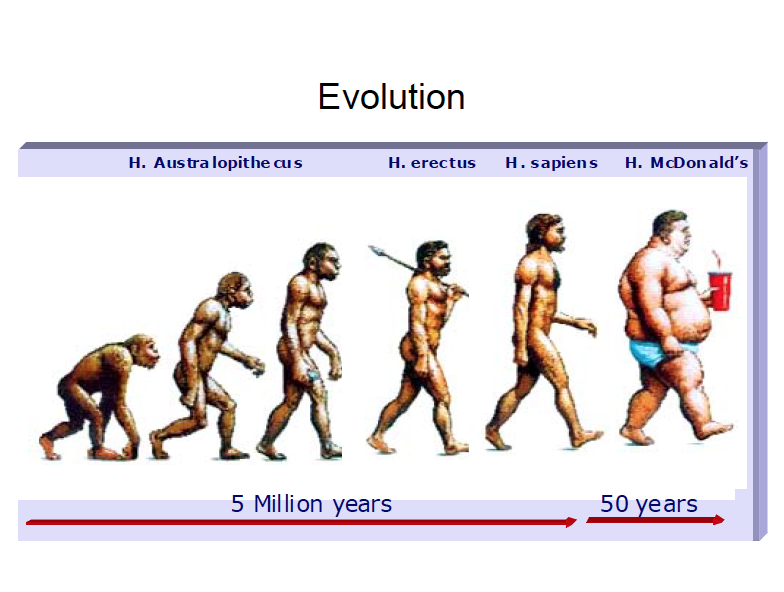 Evolution
H. Australopithecus H. erectus H. sapiens H. McDonald’s
5 Million years 50 years